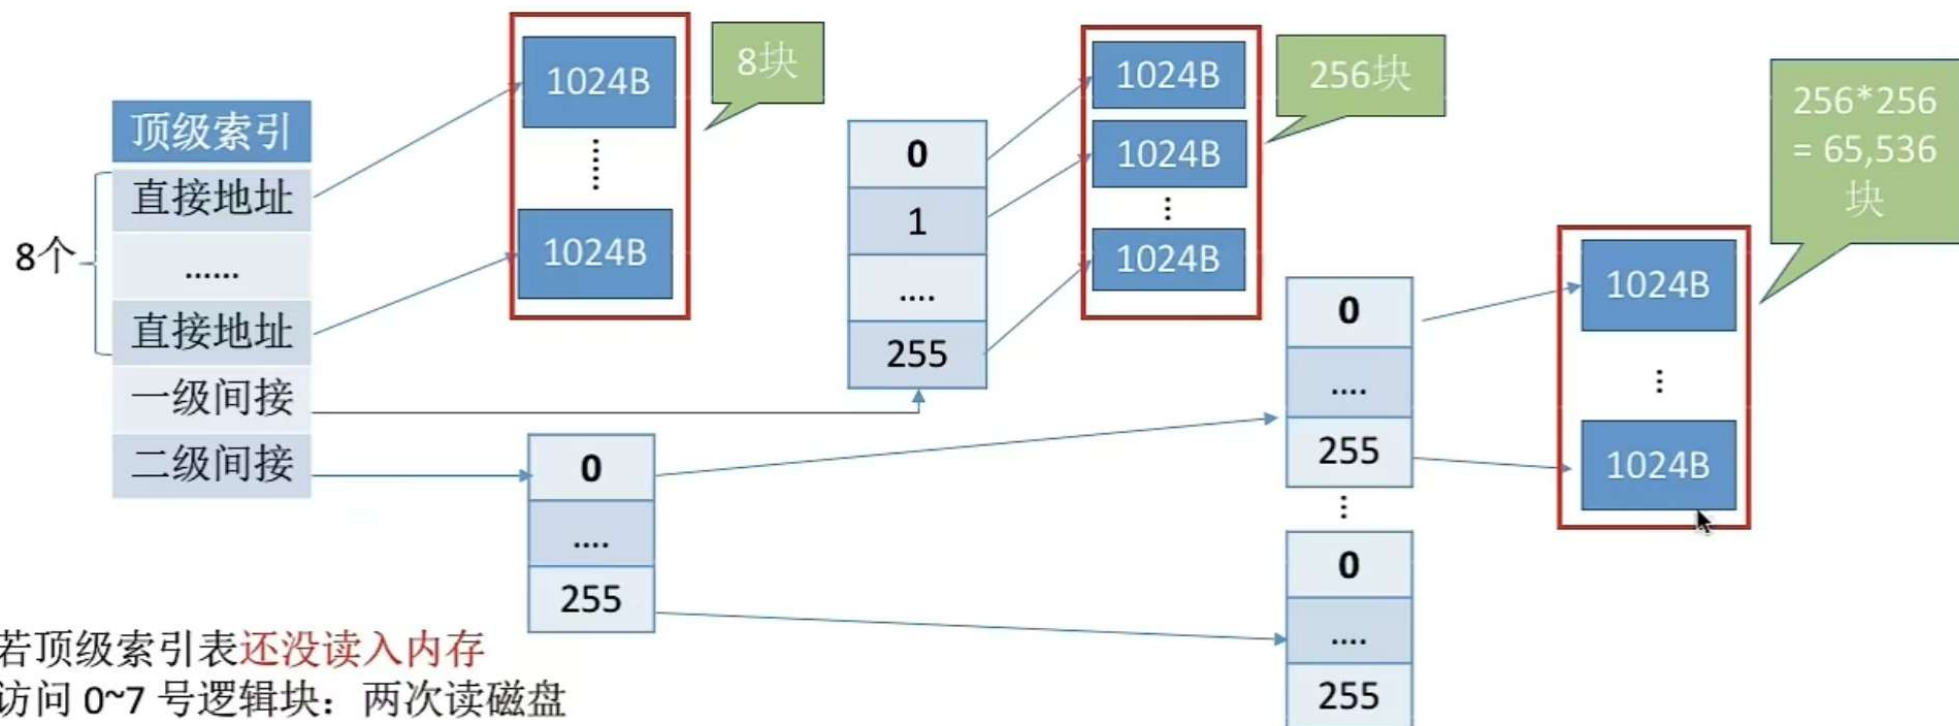 顶级索引
直接地址
......
直接地址
一级间接
二级间接
8个
1024B
......
1024B
8块
0
1
....
255
1024B
1024B
...
1024B
256块
0
....
255
0
....
255
...
0
....
255
1024B
...
1024B
256*256
= 65,536
块
若顶级索引表还没读入内存
访问 0~7 号逻辑块：两次读磁盘